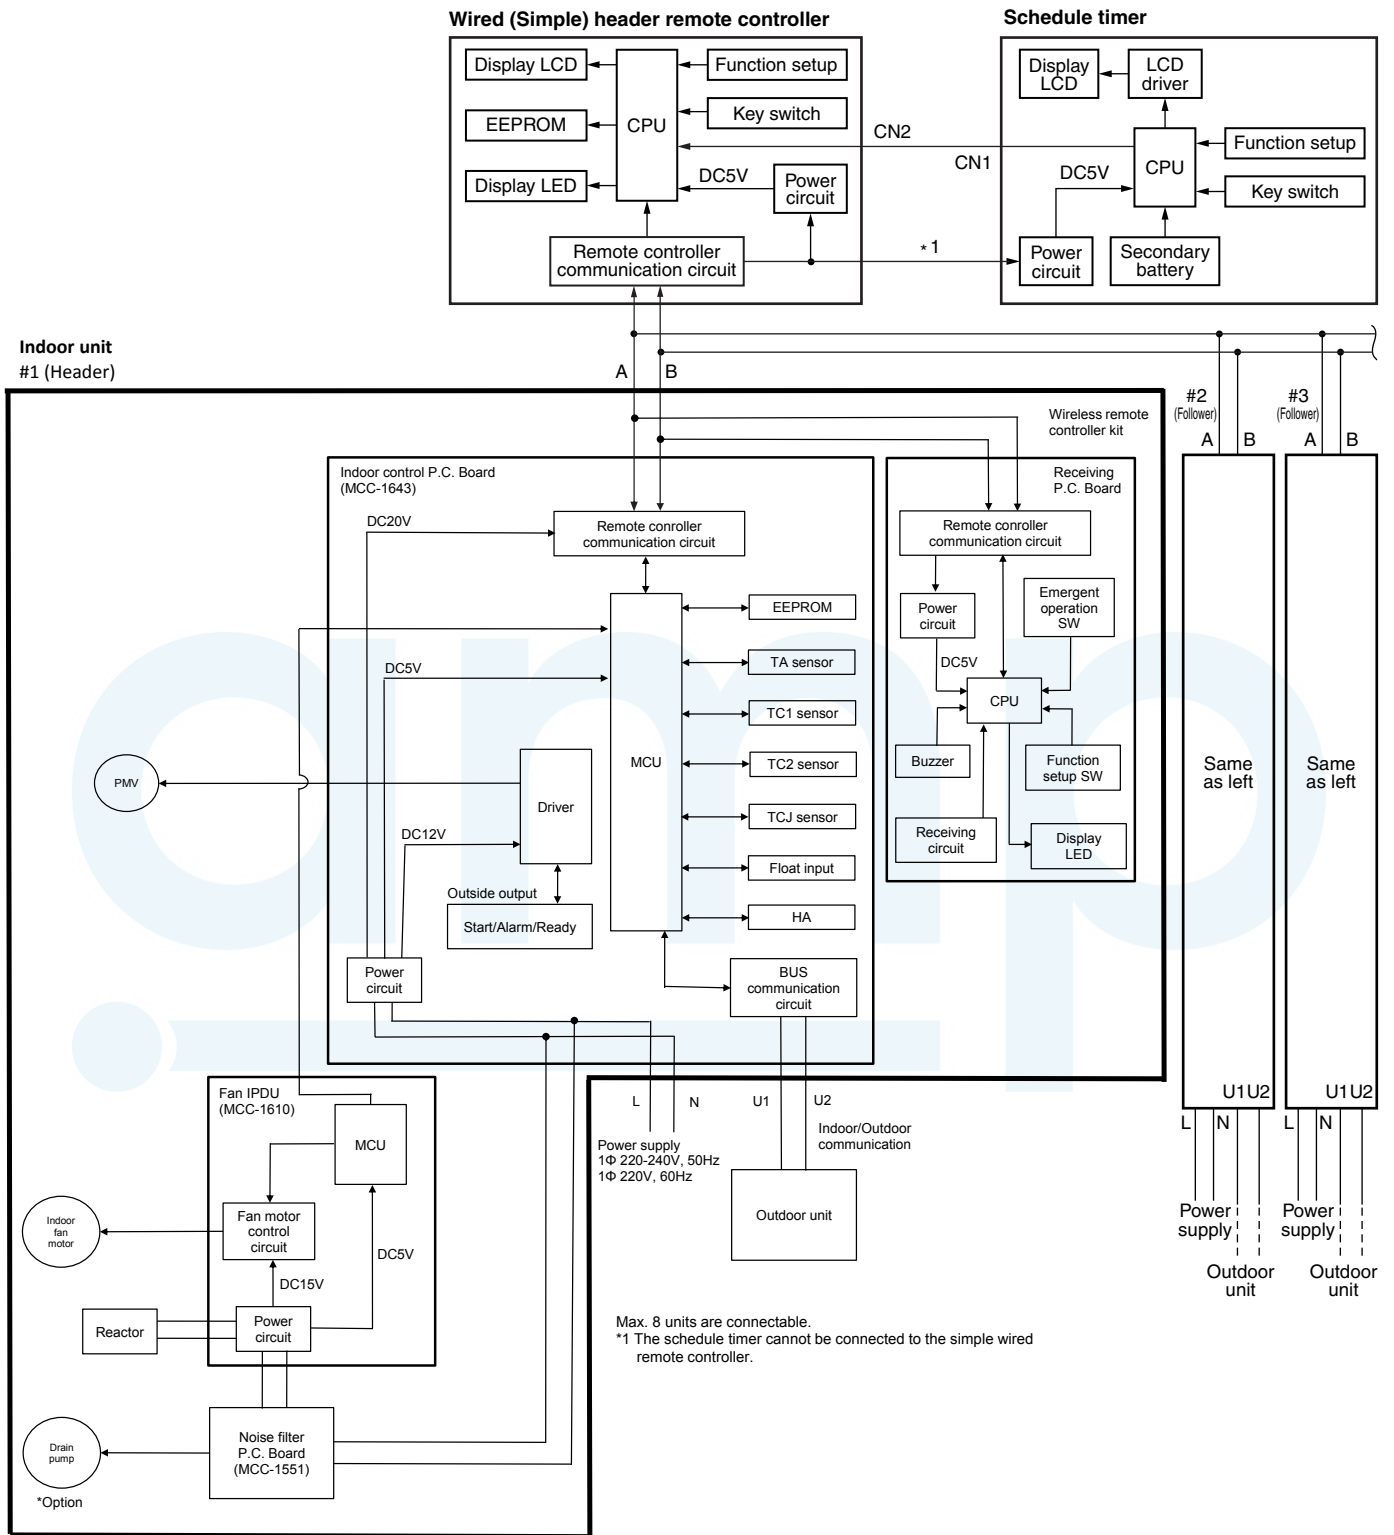 Wired (Simple) header remote controller
Schedule timer
Display LCD
EEPROM
Display LED
CPU
Function setup
Key switch
DC5V
Power
circuit
Remote controller
communication circuit
CN2
CN1
*1
Display
LCD
LCD
driver
CPU
Function setup
Key switch
DC5V
Power
circuit
Secondary
battery
Indoor unit
#1 (Header)
A
B
#2
(Follower)
A
B
#3
(Follower)
A
B
Wireless remote
controller kit
Indoor control P.C. Board
(MCC-1643)
DC20V
Remote conroller
communication circuit
DC5V
MCU
EEPROM
TA sensor
TC1 sensor
TC2 sensor
TCJ sensor
Float input
HA
PMV
Driver
DC12V
Outside output
Start/Alarm/Ready
Power
circuit
BUS
communication
circuit
Receiving
P.C. Board
Remote conroller
communication circuit
Power
circuit
Emergent
operation
SW
DC5V
CPU
Buzzer
Function
setup SW
Receiving
circuit
Display
LED
Same
as left
Same
as left
amp
Fan IPDU
(MCC-1610)
MCU
Indoor
fan
motor
Fan motor
control
circuit
DC5V
DC15V
Reactor
Power
circuit
Drain
pump
*Option
Noise filter
P.C. Board
(MCC-1551)
L
N
Power supply
1Φ 220-240V, 50Hz
1Φ 220V, 60Hz
U1
U2
Indoor/Outdoor
communication
Outdoor unit
U1U2
L
N
Power
supply
Outdoor
unit
U1U2
L
N
Power
supply
Outdoor
unit
Max. 8 units are connectable.
*1 The schedule timer cannot be connected to the simple wired
remote controller.